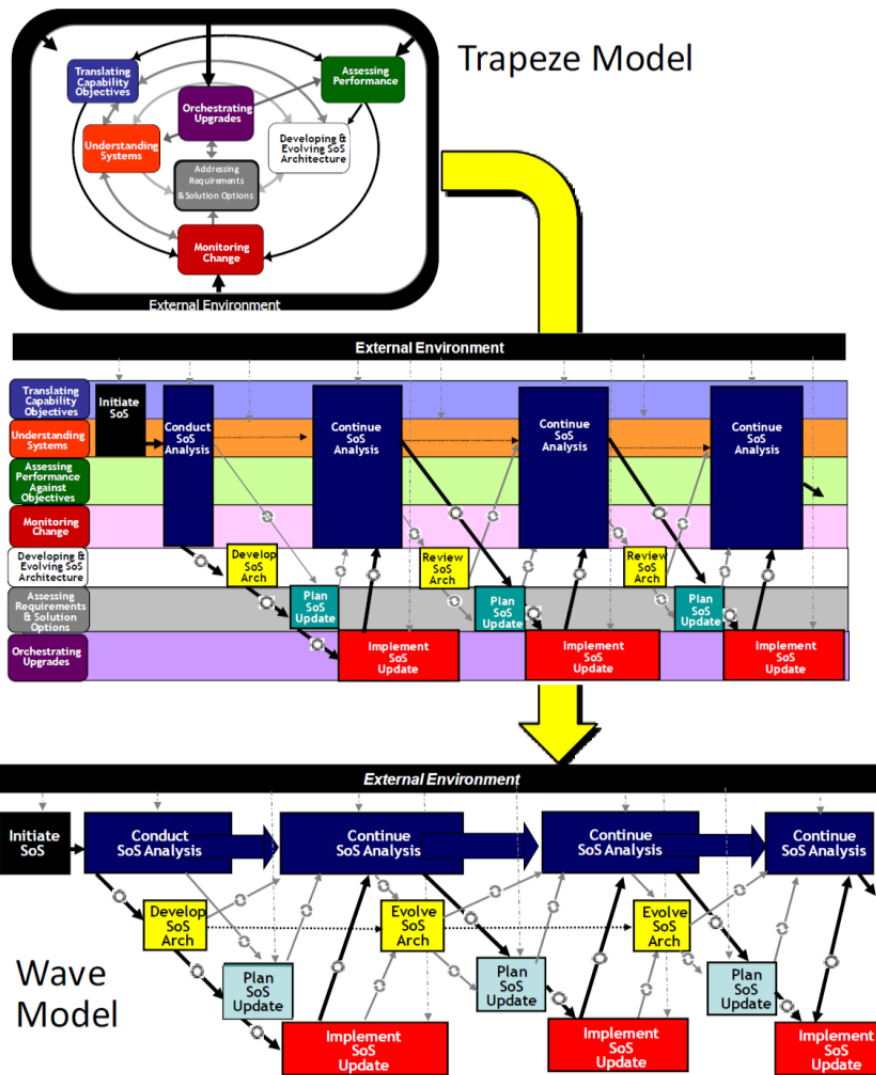 Trapeze Model
Translating
Capability
Objectives
Assessing
Performance
Orchestrating
Upgrades
Understanding
Systems
Developing &
Evolving SoS
Architecture
Addressing
Requirements
& Solution Options
Monitoring
Change
External Environment
External Environment
Translating
Capability
Objectives
Understanding
Systems
Assessing
Performance
Against
Objectives
Monitoring
Change
Developing &
Evolving SoS
Architecture
Assessing
Requirements
& Solution
Options
Orchestrating
Upgrades
Initiate
SoS
Conduct
SoS
Analysis
Continue
SoS
Analysis
Continue
SoS
Analysis
Continue
SoS
Analysis
Develop
SoS
Arch
Review
SoS
Arch
Review
SoS
Arch
Plan
SoS
Update
Plan
SoS
Update
Plan
SoS
Update
Implement
SoS
Update
Implement
SoS
Update
Implement
SoS
Update
External Environment
Initiate
SoS
Conduct
SoS Analysis
Continue
SoS Analysis
Continue
SoS Analysis
Continue
SoS Analysis
Develop
SoS
Arch
Evolve
SoS
Arch
Evolve
SoS
Arch
Wave
Model
Plan
SoS
Update
Plan
SoS
Update
Plan
SoS
Update
Implement
SoS
Update
Implement
SoS
Update
Implement
SoS
Update